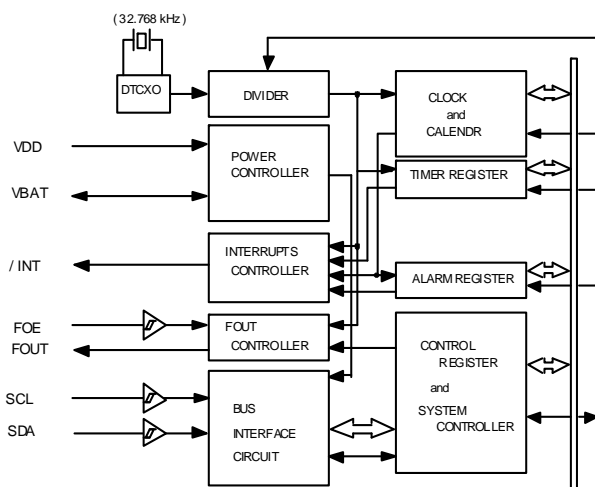 ( 32.768 kHz )
DTCXO
DIVIDER
CLOCK
and
CALENDR
VDD
POWER
CONTROLLER
VBAT
TIMER REGISTER
/ INT
INTERRUPTS
CONTROLLER
ALARM REGISTER
FOE
FOUT
FOUT
CONTROLLER
CONTROL
REGISTER
and
SYSTEM
CONTROLLER
SCL
SDA
BUS
INTERFACE
CIRCUIT